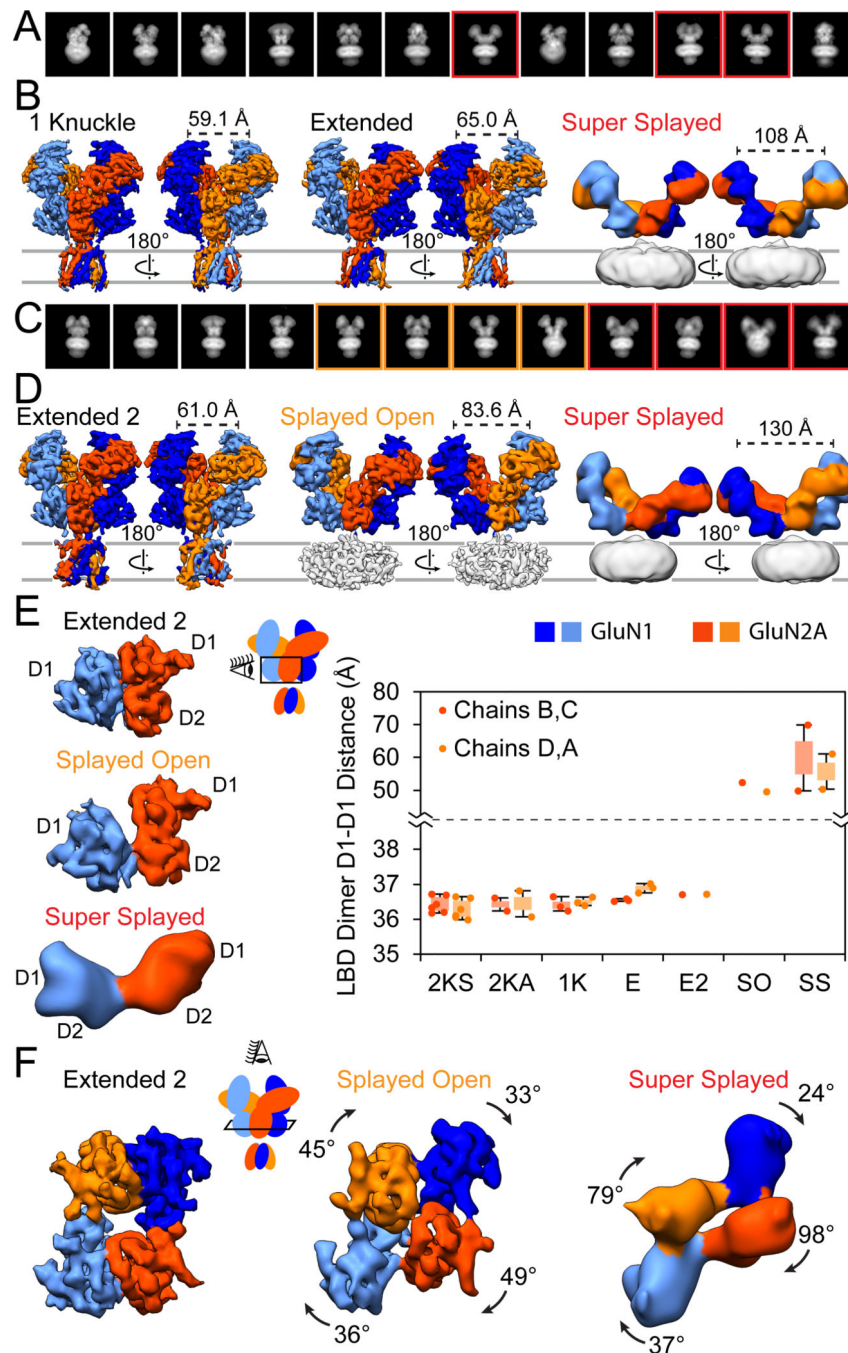 A
B
1 Knuckle
59.1 Å
Extended
65.0 Å
Super Splayed
108 Å
180°
180°
180°
C
D
Extended 2
61.0 Å
Splayed Open
83.6 Å
Super Splayed
130 Å
180°
180°
180°
E
Extended 2
D1
D1
D2
Splayed Open
D1
D1
D2
Super Splayed
D1
D1
D2
D2
GluN1
GluN2A
LBD Dimer D1-D1 Distance (Å)
Chains B,C
Chains D,A
80
70
60
50
38
37
36
35
2KS
2KA
1K
E
E2
SO
SS
F
Extended 2
Splayed Open
45°
33°
49°
36°
Super Splayed
24°
79°
98°
37°